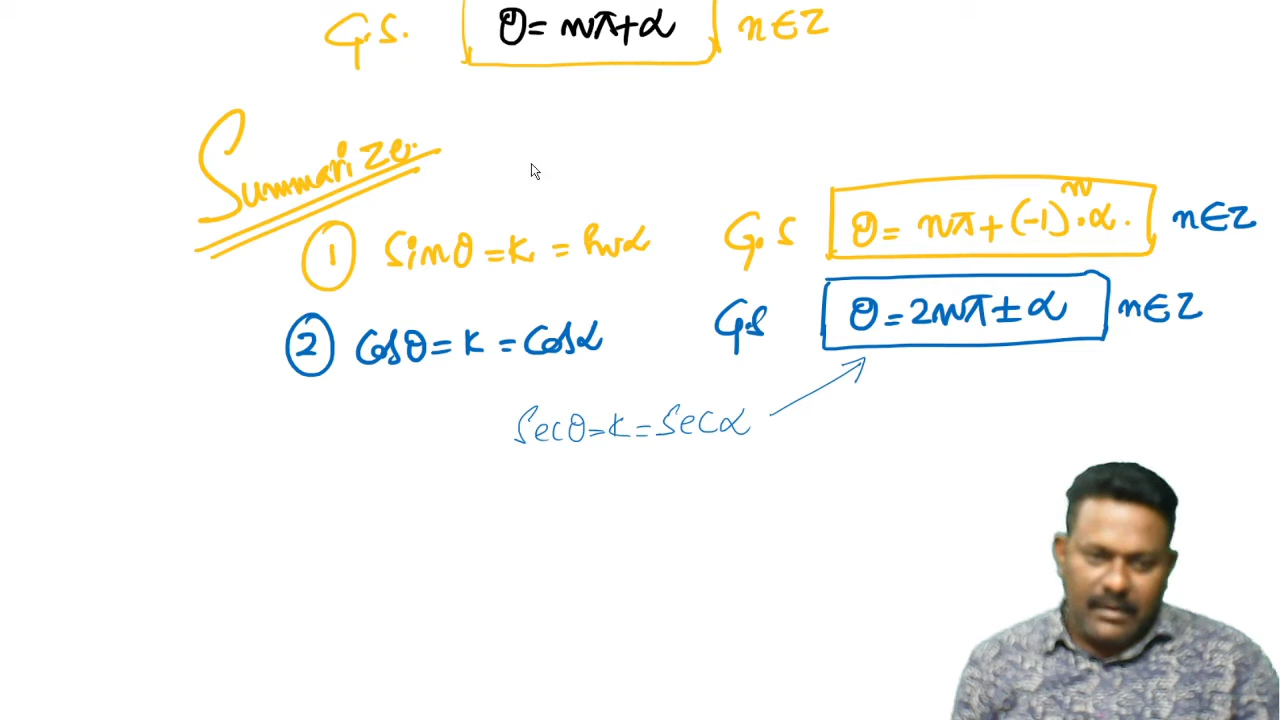 G.S. θ = nπ+α n∈Z
Summarize.
① Sinθ = K = Sinα G.S θ = nπ + (-1)ⁿ·α. n∈Z
② Cosθ = K = Cosα G.S θ = 2nπ ± α n∈Z
Secθ = K = Secα